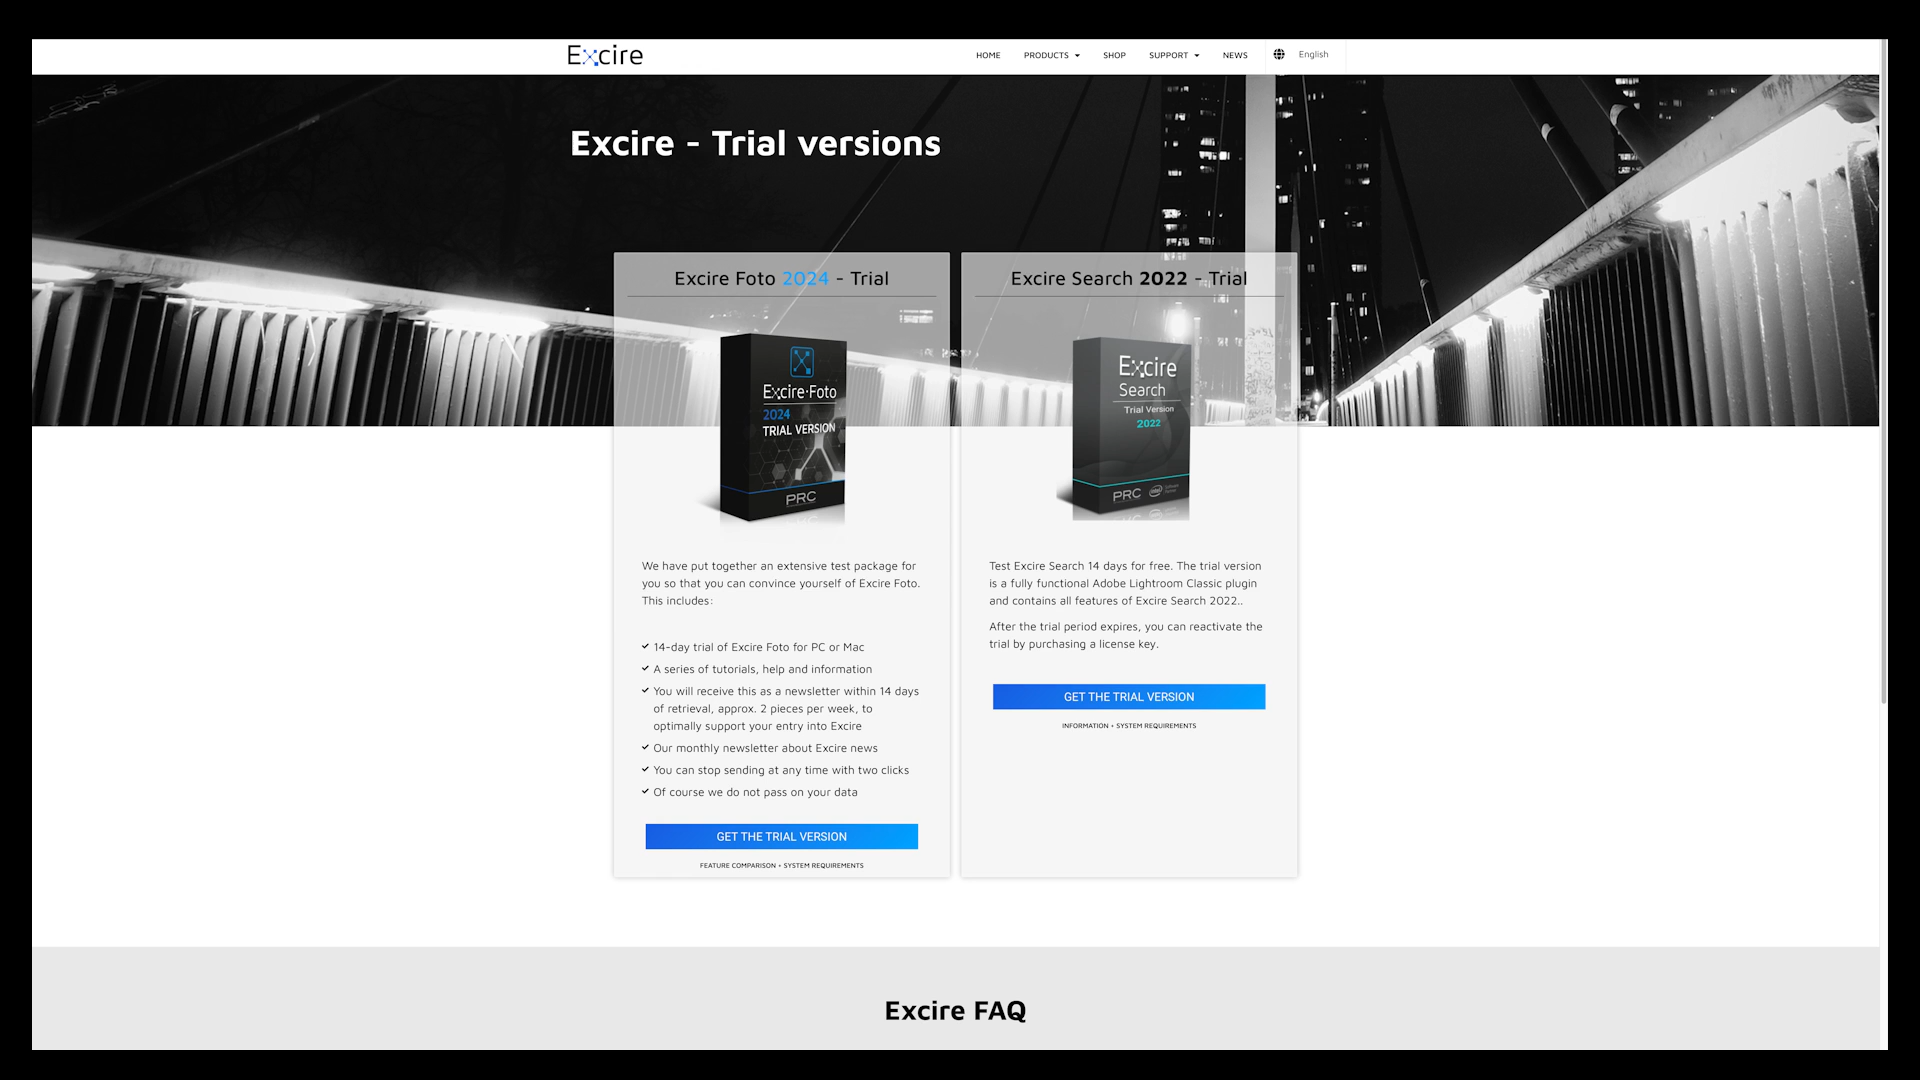 Excire
HOME PRODUCTS SHOP SUPPORT NEWS English
Excire - Trial versions
Excire Foto 2024 - Trial
Excire·Foto
2024
TRIAL VERSION
PRC
We have put together an extensive test package for
you so that you can convince yourself of Excire Foto.
This includes:
14-day trial of Excire Foto for PC or Mac
A series of tutorials, help and information
You will receive this as a newsletter within 14 days
of retrieval, approx. 2 pieces per week, to
optimally support your entry into Excire
Our monthly newsletter about Excire news
You can stop sending at any time with two clicks
Of course we do not pass on your data
GET THE TRIAL VERSION
FEATURE COMPARISON + SYSTEM REQUIREMENTS
Excire Search 2022 - Trial
Excire
Search
Trial Version
2022
PRC intel
Test Excire Search 14 days for free. The trial version
is a fully functional Adobe Lightroom Classic plugin
and contains all features of Excire Search 2022..
After the trial period expires, you can reactivate the
trial by purchasing a license key.
GET THE TRIAL VERSION
INFORMATION + SYSTEM REQUIREMENTS
Excire FAQ